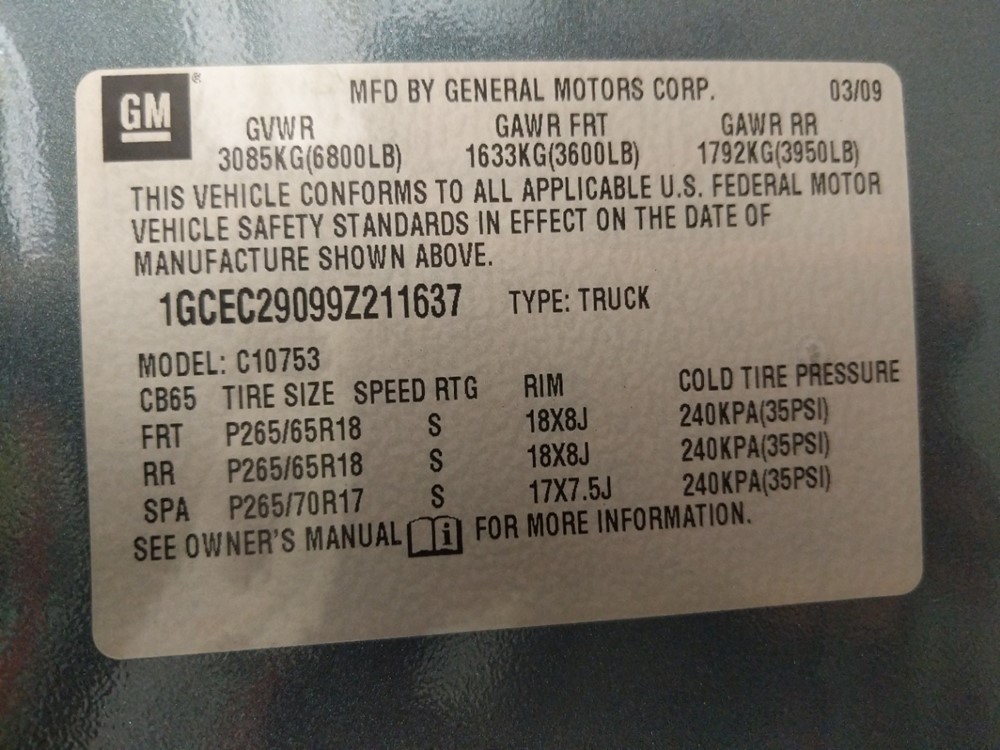 GM ®
MFD BY GENERAL MOTORS CORP. 03/09
GVWR GAWR FRT GAWR RR
3085KG(6800LB) 1633KG(3600LB) 1792KG(3950LB)
THIS VEHICLE CONFORMS TO ALL APPLICABLE U.S. FEDERAL MOTOR
VEHICLE SAFETY STANDARDS IN EFFECT ON THE DATE OF
MANUFACTURE SHOWN ABOVE.
1GCEC29099Z211637 TYPE: TRUCK
MODEL: C10753
CB65 TIRE SIZE SPEED RTG RIM COLD TIRE PRESSURE
FRT P265/65R18 S 18X8J 240KPA(35PSI)
RR P265/65R18 S 18X8J 240KPA(35PSI)
SPA P265/70R17 S 17X7.5J 240KPA(35PSI)
SEE OWNER'S MANUAL i FOR MORE INFORMATION.